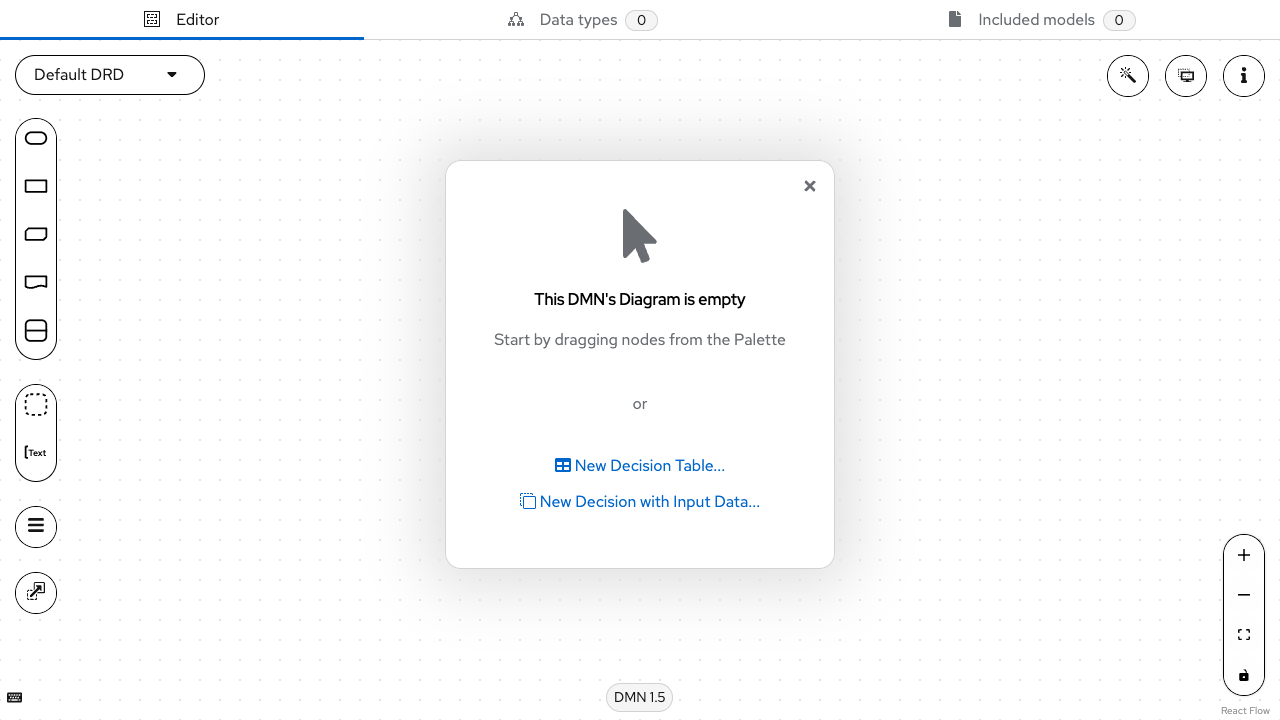 Editor
Data types 0
Included models 0
Default DRD
This DMN's Diagram is empty
Start by dragging nodes from the Palette
or
New Decision Table...
New Decision with Input Data...
Text
DMN 1.5
React Flow